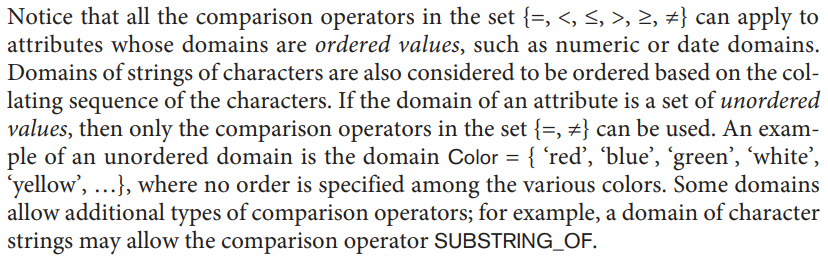 Notice that all the comparison operators in the set {=, <, ≤, >, ≥, ≠} can apply to
attributes whose domains are ordered values, such as numeric or date domains.
Domains of strings of characters are also considered to be ordered based on the col-
lating sequence of the characters. If the domain of an attribute is a set of unordered
values, then only the comparison operators in the set {=, ≠} can be used. An exam-
ple of an unordered domain is the domain Color = { ‘red’, ‘blue’, ‘green’, ‘white’,
‘yellow’, …}, where no order is specified among the various colors. Some domains
allow additional types of comparison operators; for example, a domain of character
strings may allow the comparison operator SUBSTRING_OF.